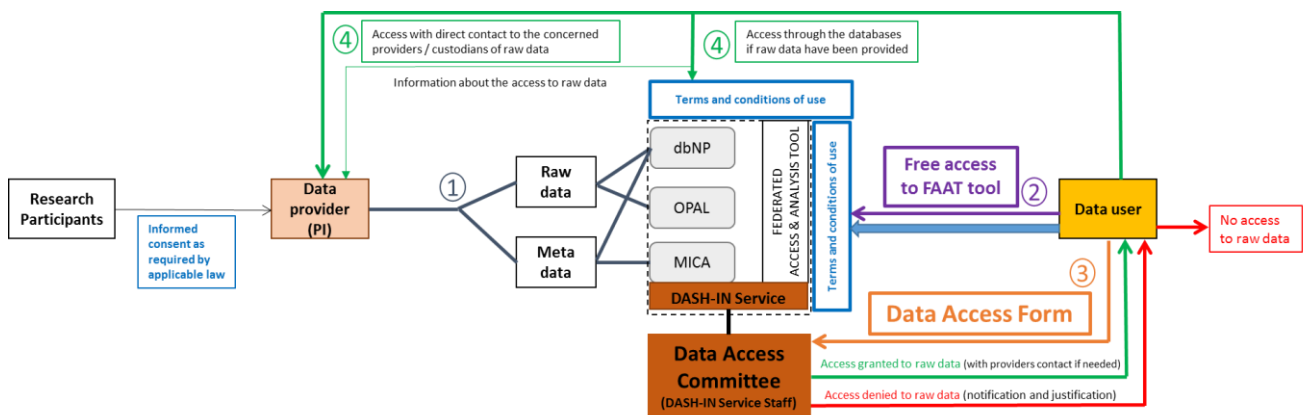 ④
Access with direct contact to the concerned
providers / custodians of raw data
④
Access through the databases
if raw data have been provided
Information about the access to raw data
Terms and conditions of use
Research
Participants
Informed
consent as
required by
applicable law
Data
provider
(PI)
①
Raw
data
Meta
data
dbNP
OPAL
MICA
FEDERATED
ACCESS & ANALYSIS TOOL
Terms and conditions of use
DASH-IN Service
Free access
to FAAT tool
②
Data user
No access
to raw data
③
Data Access Form
Data Access
Committee
(DASH-IN Service Staff)
Access granted to raw data (with providers contact if needed)
Access denied to raw data (notification and justification)